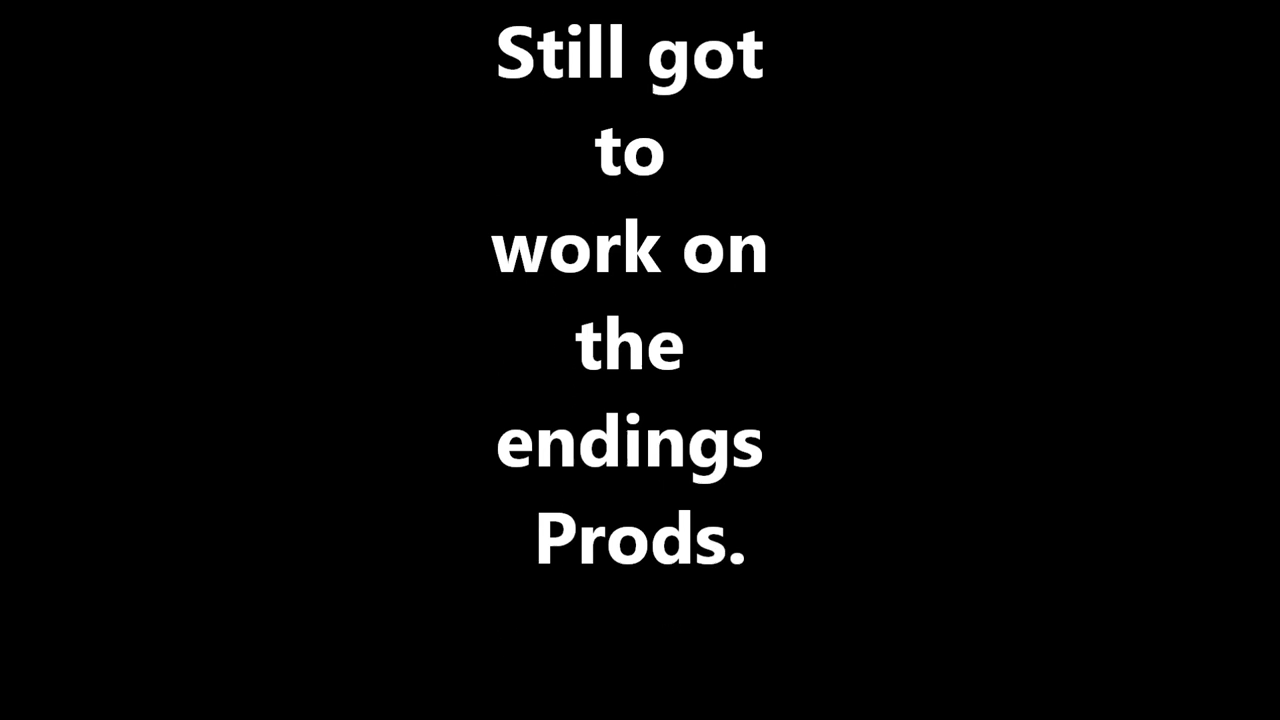 Still got
to
work on
the
endings
Prods.